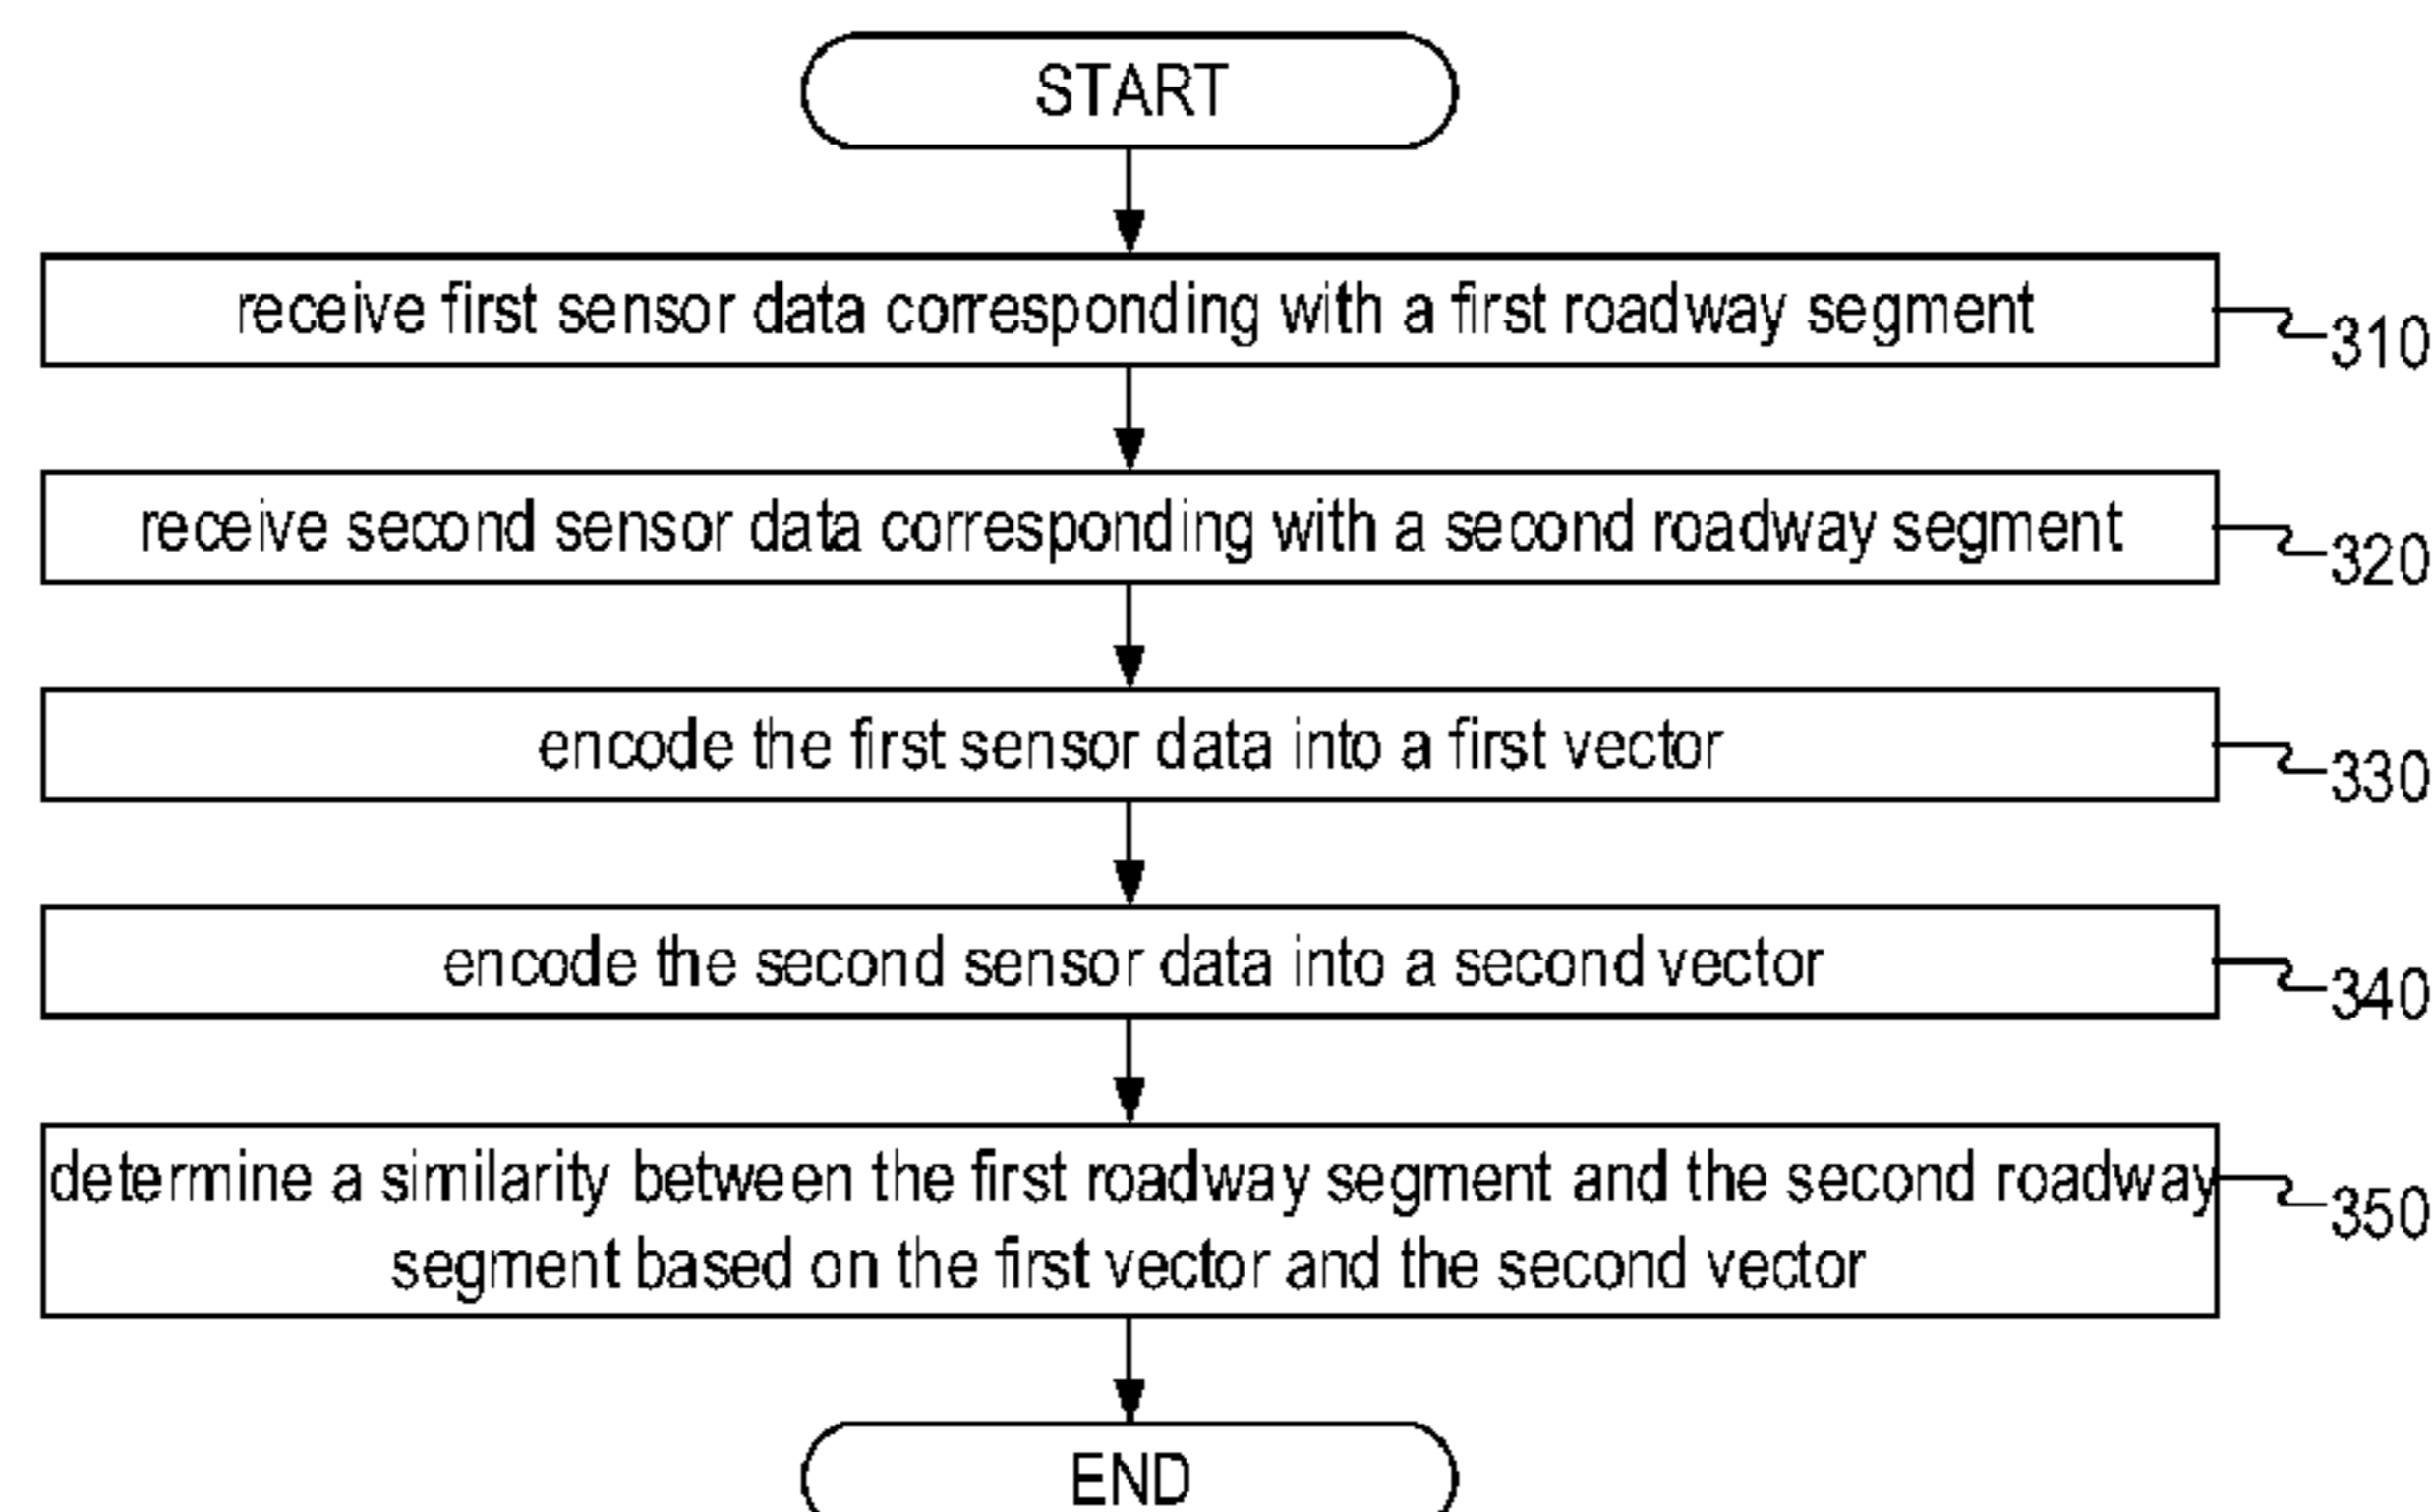 START
receive first sensor data corresponding with a first roadway segment
310
receive second sensor data corresponding with a second roadway segment
320
encode the first sensor data into a first vector
330
encode the second sensor data into a second vector
340
determine a similarity between the first roadway segment and the second roadway
segment based on the first vector and the second vector
350
END